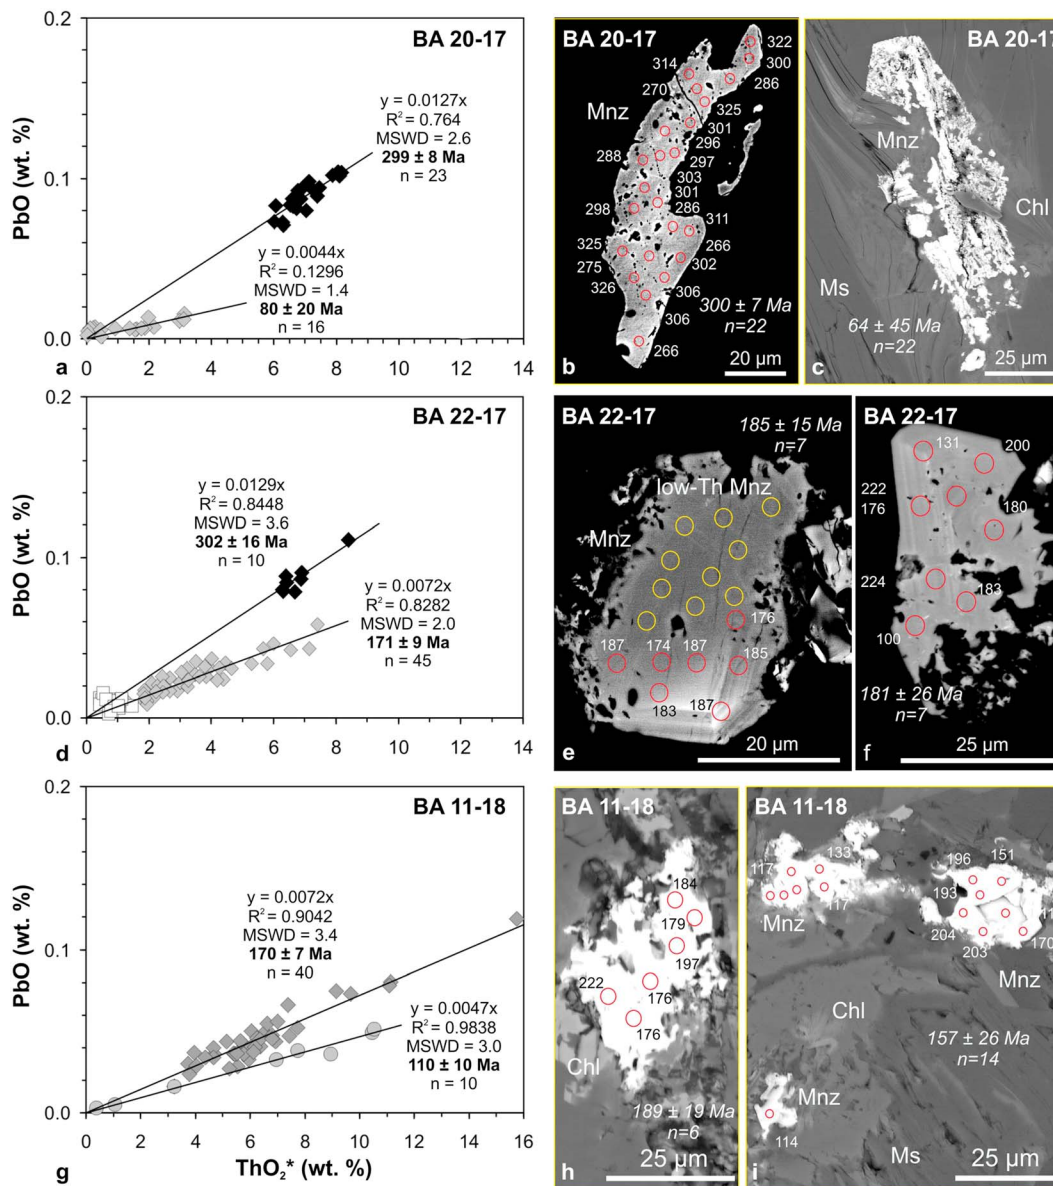 0.2
BA 20-17
y = 0.0127x
R² = 0.764
MSWD = 2.6
299 ± 8 Ma
n = 23
0.1
y = 0.0044x
R² = 0.1296
MSWD = 1.4
80 ± 20 Ma
n = 16
0.0
PbO (wt. %)
a
0 2 4 6 8 10 12 14
BA 20-17
322
300
314
286
270
325
Mnz
301
296
288
297
303
301
286
298
311
266
325
302
275
326
306
300 ± 7 Ma
n=22
306
266
b
20 µm
BA 20-17
Mnz
Chl
Ms
64 ± 45 Ma
n=22
c
25 µm
0.2
BA 22-17
y = 0.0129x
R² = 0.8448
MSWD = 3.6
302 ± 16 Ma
n = 10
0.1
y = 0.0072x
R² = 0.8282
MSWD = 2.0
171 ± 9 Ma
n = 45
0.0
PbO (wt. %)
d
0 2 4 6 8 10 12 14
BA 22-17
185 ± 15 Ma
n=7
low-Th Mnz
Mnz
176
187 174 187 185
183 187
e
20 µm
BA 22-17
131
200
222
176
180
224
183
100
181 ± 26 Ma
n=7
f
25 µm
0.2
BA 11-18
y = 0.0072x
R² = 0.9042
MSWD = 3.4
170 ± 7 Ma
n = 40
0.1
y = 0.0047x
R² = 0.9838
MSWD = 3.0
110 ± 10 Ma
n = 10
0.0
PbO (wt. %)
g
0 2 4 6 8 10 12 14 16
ThO₂* (wt. %)
BA 11-18
184
179
197
222
176
176
Chl
189 ± 19 Ma
n=6
h
25 µm
BA 11-18
133
117
117
Mnz
196
151
193
204
203
170
Mnz
Chl
157 ± 26 Ma
n=14
Mnz
114
Ms
i
25 µm